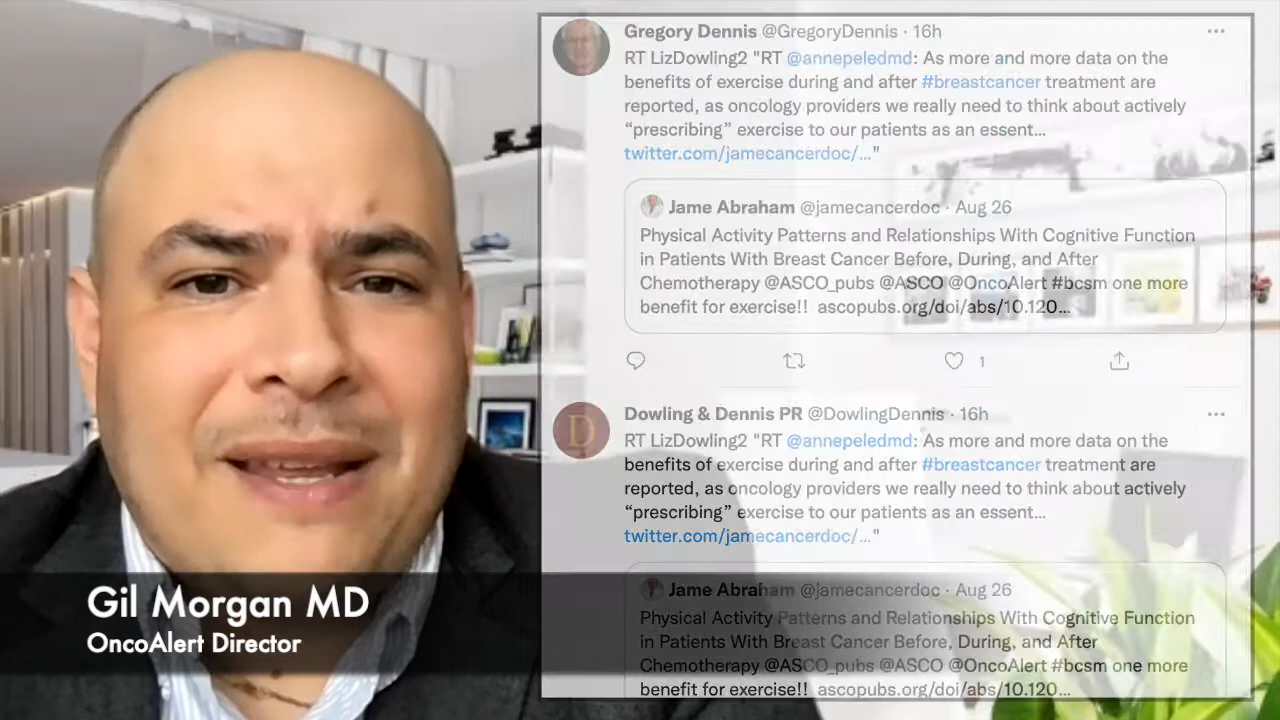 Gregory Dennis @GregoryDennis · 16h
RT LizDowling2 "RT @annepeledmd: As more and more data on the
benefits of exercise during and after #breastcancer treatment are
reported, as oncology providers we really need to think about actively
“prescribing” exercise to our patients as an essent...
twitter.com/jamecancerdoc/..."
Jame Abraham @jamecancerdoc · Aug 26
Physical Activity Patterns and Relationships With Cognitive Function
in Patients With Breast Cancer Before, During, and After
Chemotherapy @ASCO_pubs @ASCO @OncoAlert #bcsm one more
benefit for exercise!! ascopubs.org/doi/abs/10.120...
1
D
Dowling & Dennis PR @DowlingDennis · 16h
RT LizDowling2 "RT @annepeledmd: As more and more data on the
benefits of exercise during and after #breastcancer treatment are
reported, as oncology providers we really need to think about actively
“prescribing” exercise to our patients as an essent...
twitter.com/jamecancerdoc/..."
Jame Abraham @jamecancerdoc · Aug 26
Physical Activity Patterns and Relationships With Cognitive Function
in Patients With Breast Cancer Before, During, and After
Chemotherapy @ASCO_pubs @ASCO @OncoAlert #bcsm one more
benefit for exercise!! ascopubs.org/doi/abs/10.120...
Gil Morgan MD
OncoAlert Director